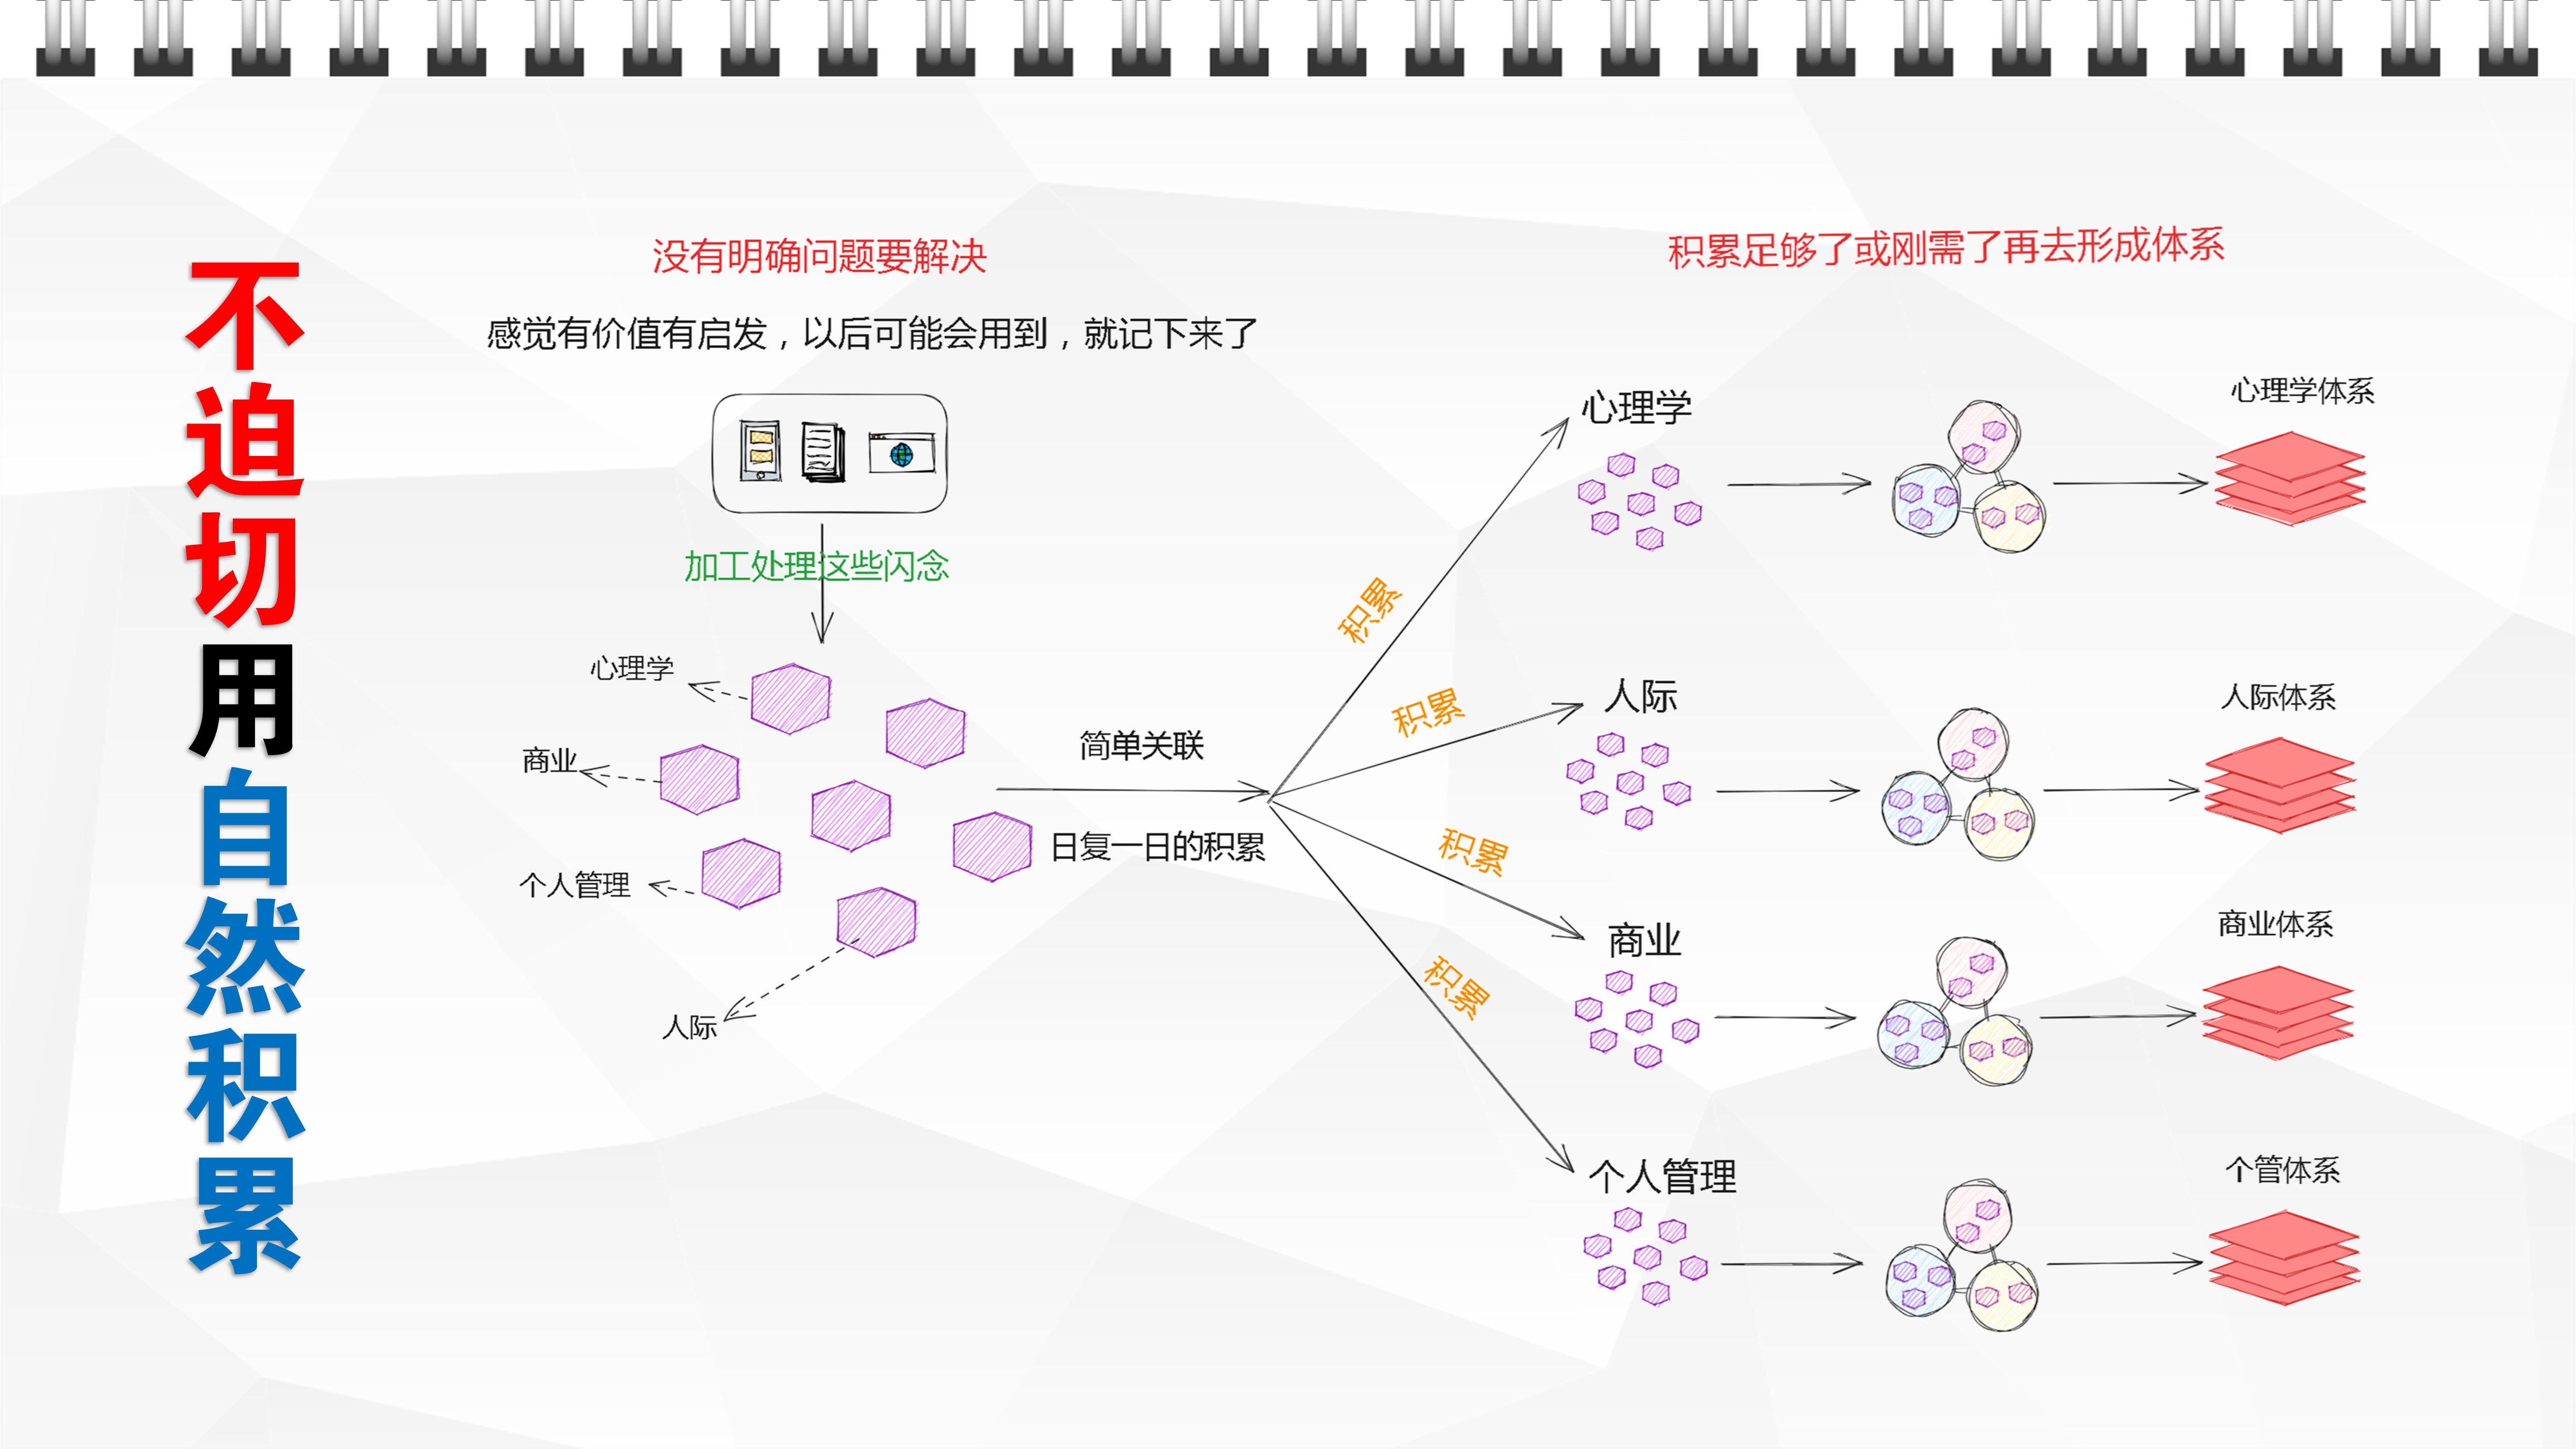 不迫切用自然积累
没有明确问题要解决
感觉有价值有启发，以后可能会用到，就记下来了
加工处理这些闪念
心理学
商业
个人管理
人际
简单关联
日复一日的积累
积累
积累
积累
积累
积累足够了或刚需了再去形成体系
心理学
心理学体系
人际
人际体系
商业
商业体系
个人管理
个管体系